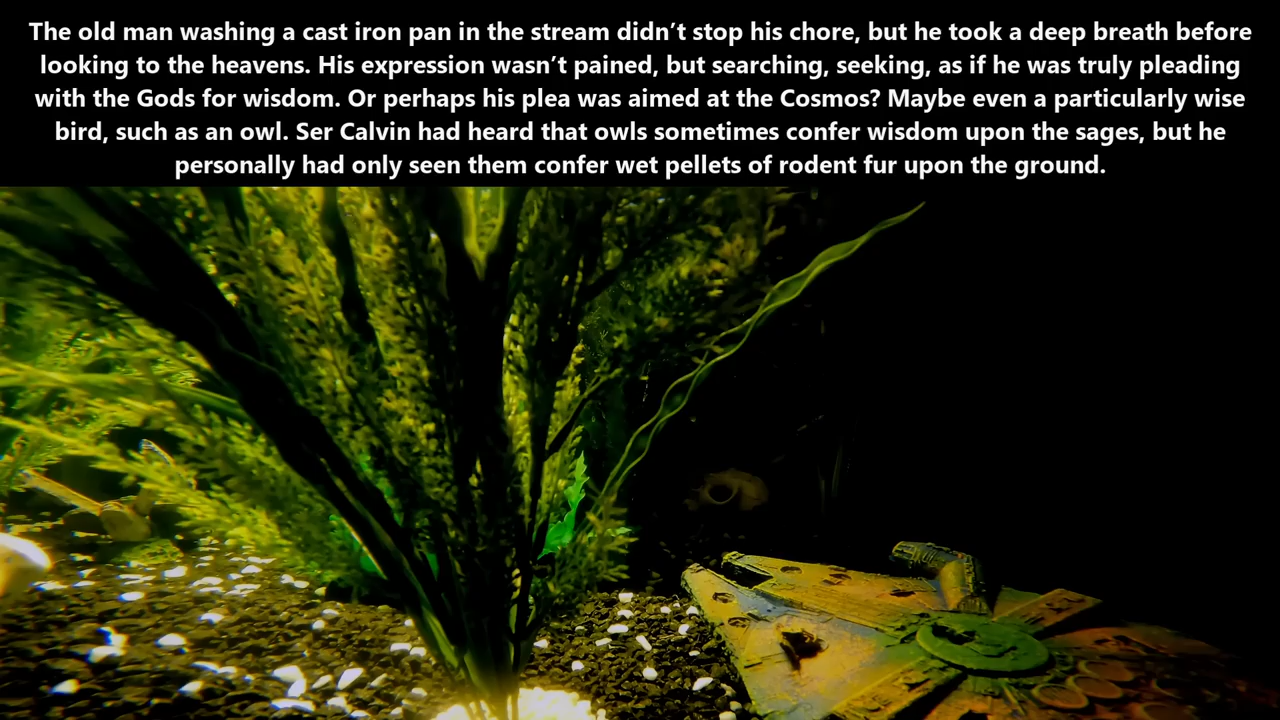 The old man washing a cast iron pan in the stream didn’t stop his chore, but he took a deep breath before
looking to the heavens. His expression wasn’t pained, but searching, seeking, as if he was truly pleading
with the Gods for wisdom. Or perhaps his plea was aimed at the Cosmos? Maybe even a particularly wise
bird, such as an owl. Ser Calvin had heard that owls sometimes confer wisdom upon the sages, but he
personally had only seen them confer wet pellets of rodent fur upon the ground.